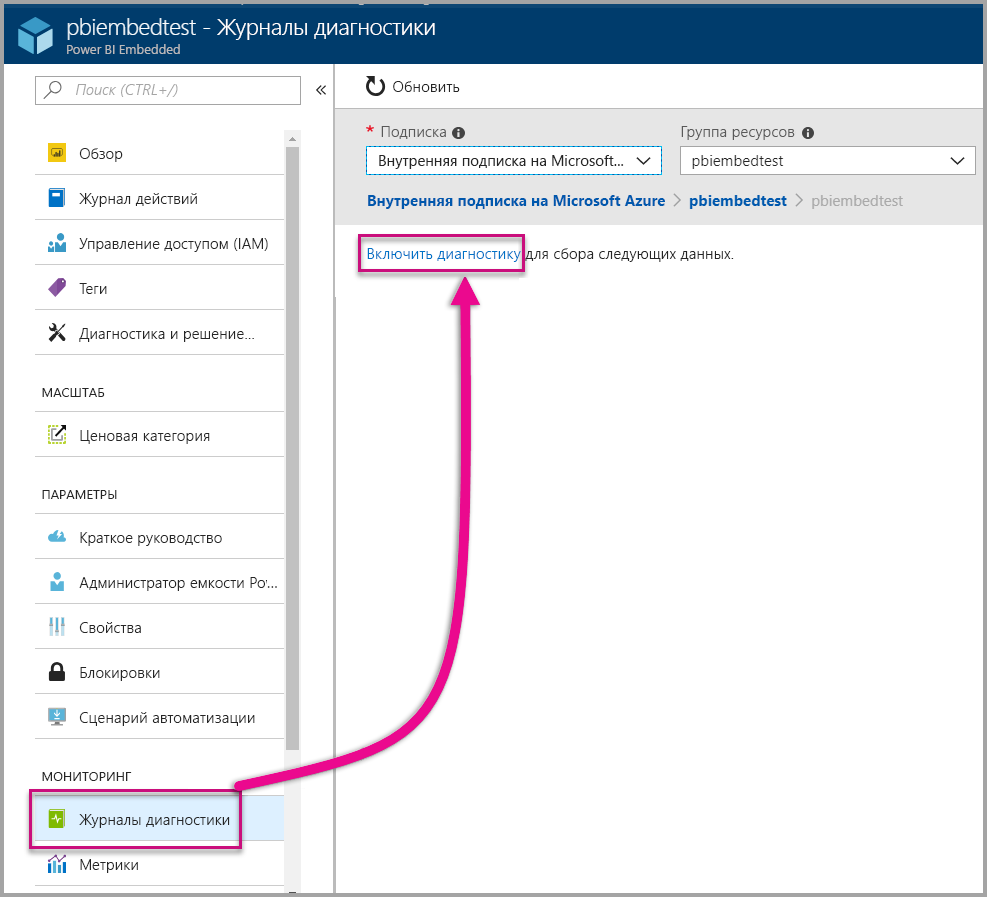 pbiembedtest - Журналы диагностики
Power BI Embedded
Поиск (CTRL+/)
«
Обзор
Журнал действий
Управление доступом (IAM)
Теги
Диагностика и решение...
МАСШТАБ
Ценовая категория
ПАРАМЕТРЫ
Краткое руководство
Администратор емкости Po...
Свойства
Блокировки
Сценарий автоматизации
МОНИТОРИНГ
Журналы диагностики
Метрики
Обновить
* Подписка
Группа ресурсов
Внутренняя подписка на Microsoft...
pbiembedtest
Внутренняя подписка на Microsoft Azure > pbiembedtest > pbiembedtest
Включить диагностику для сбора следующих данных.